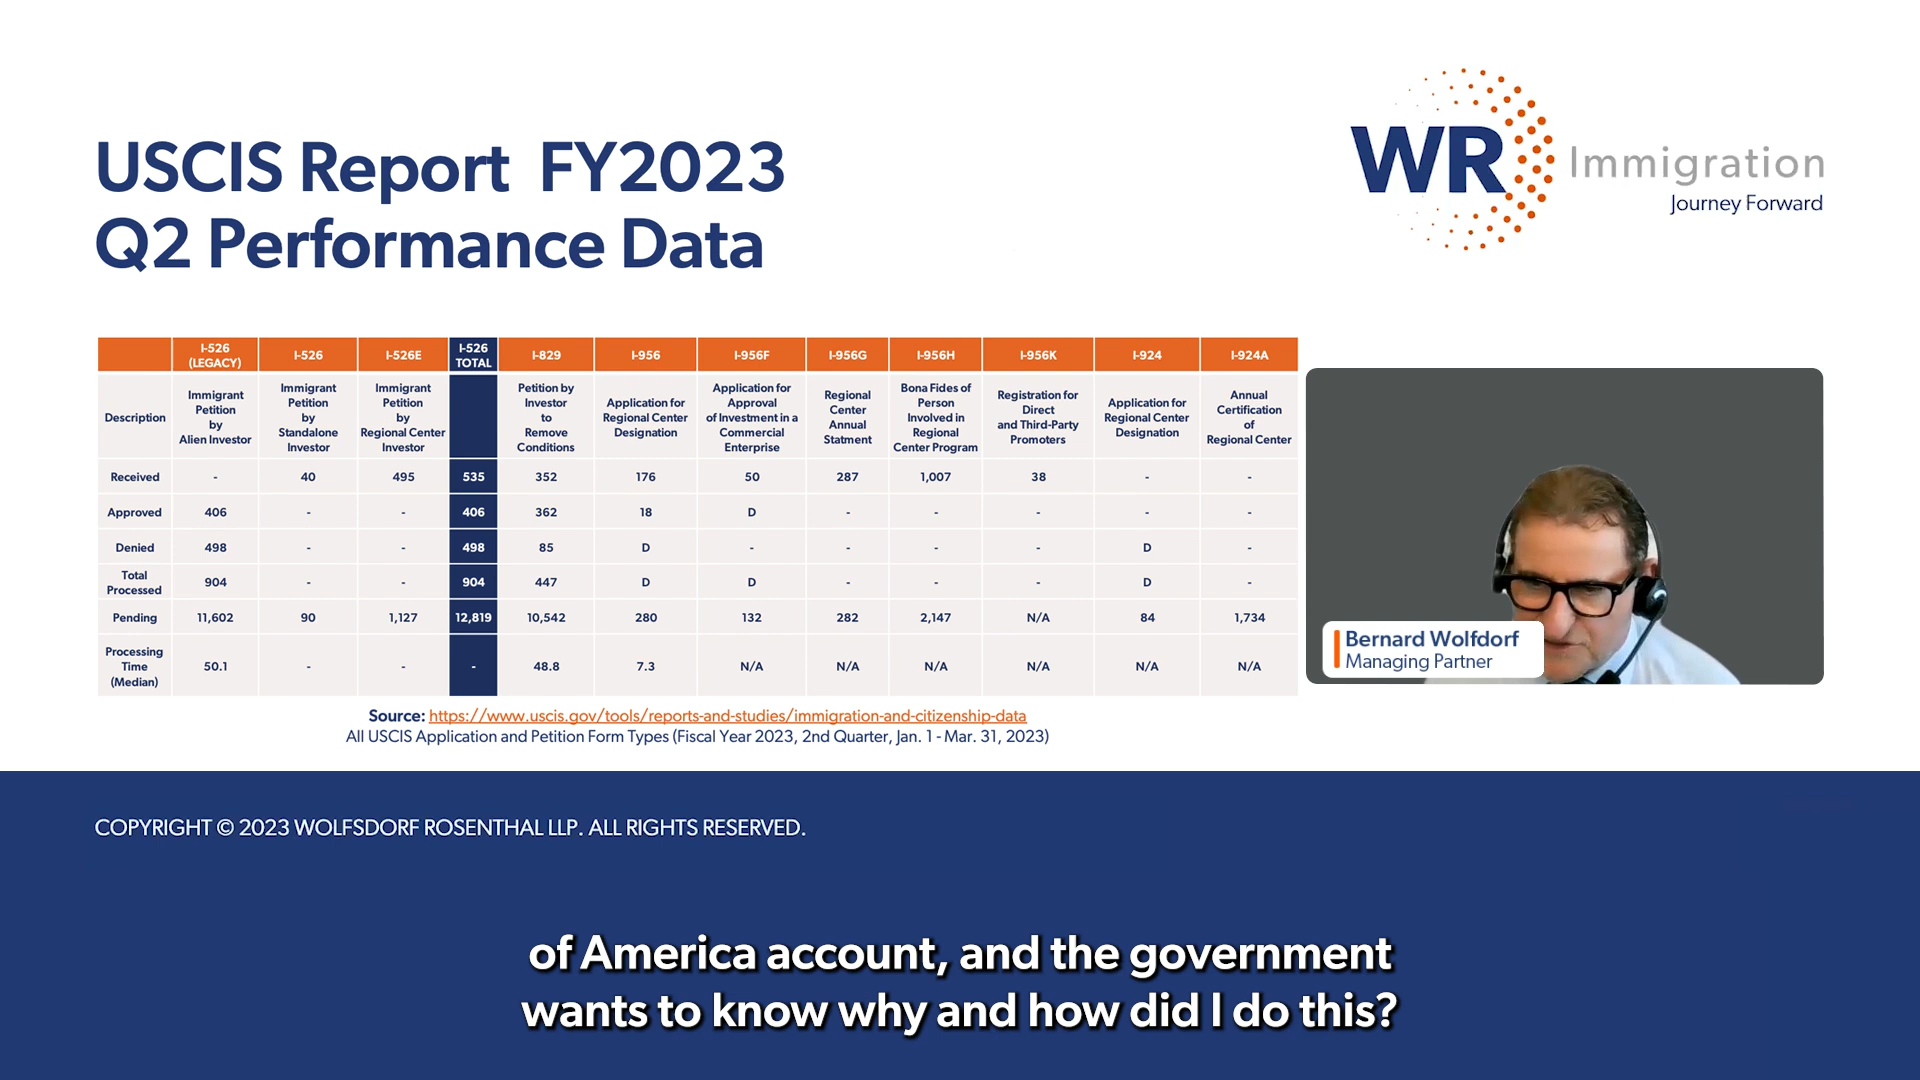 USCIS Report FY2023
Q2 Performance Data
WR Immigration
Journey Forward
I-526 (LEGACY) I-526 I-526E I-526 TOTAL I-829 I-956 I-956F I-956G I-956H I-956K I-924 I-924A
Description
Immigrant Petition by Alien Investor
Immigrant Petition by Standalone Investor
Immigrant Petition by Regional Center Investor
Petition by Investor to Remove Conditions
Application for Regional Center Designation
Application for Approval of Investment in a Commercial Enterprise
Regional Center Annual Statment
Bona Fides of Person Involved in Regional Center Program
Registration for Direct and Third-Party Promoters
Application for Regional Center Designation
Annual Certification of Regional Center
Received - 40 495 535 352 176 50 287 1,007 38 - -
Approved 406 - - 406 362 18 D - - - - -
Denied 498 - - 498 85 D - - - - D -
Total Processed 904 - - 904 447 D D - - - D -
Pending 11,602 90 1,127 12,819 10,542 280 132 282 2,147 N/A 84 1,734
Processing Time (Median) 50.1 - - - 48.8 7.3 N/A N/A N/A N/A N/A N/A
Bernard Wolfdorf
Managing Partner
Source: https://www.uscis.gov/tools/reports-and-studies/immigration-and-citizenship-data
All USCIS Application and Petition Form Types (Fiscal Year 2023, 2nd Quarter, Jan. 1 - Mar. 31, 2023)
COPYRIGHT © 2023 WOLFSDORF ROSENTHAL LLP. ALL RIGHTS RESERVED.
of America account, and the government
wants to know why and how did I do this?